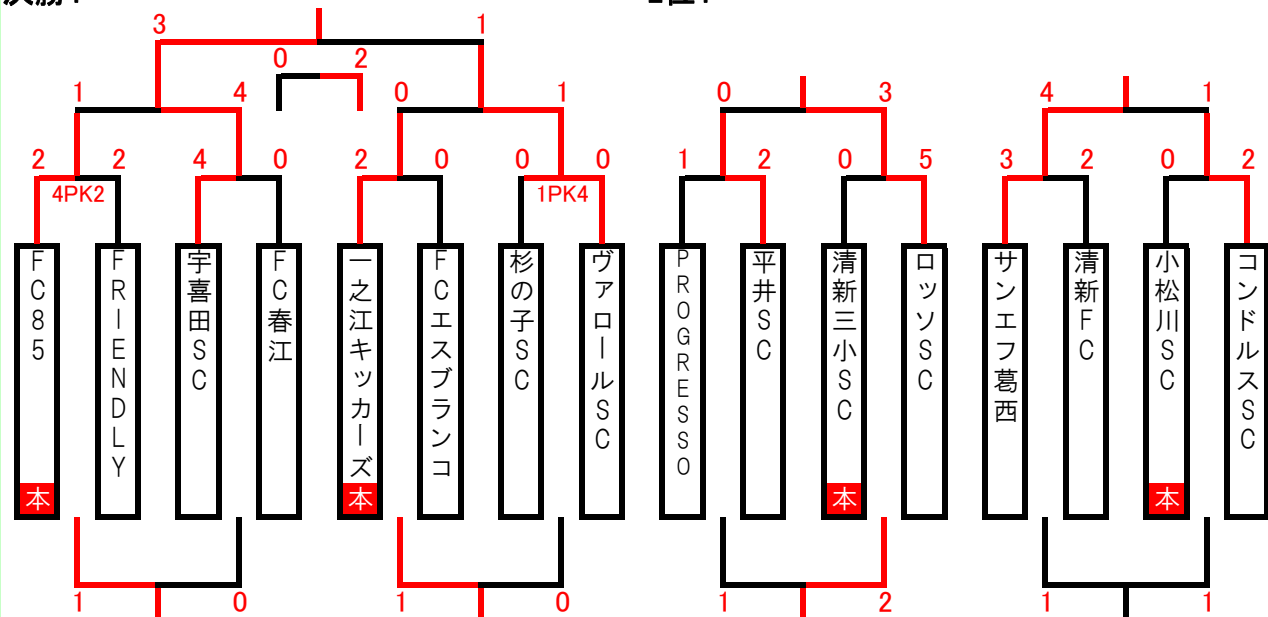 3 1
0 2
1 4 0 1 0 3 4 1
2 2 4 0 2 0 0 0 1 2 0 5 3 2 0 2
4PK2 1PK4
FC85
FRIENDLY
宇喜田SC
FC春江
一之江キッカーズ
FCエスブランコ
杉の子SC
ヴァロールSC
PROGRESSO
平井SC
清新三小SC
ロッソSC
サンエフ葛西
清新FC
小松川SC
コンドルスSC
本 本 本 本
1 0 1 0 1 2 1 1